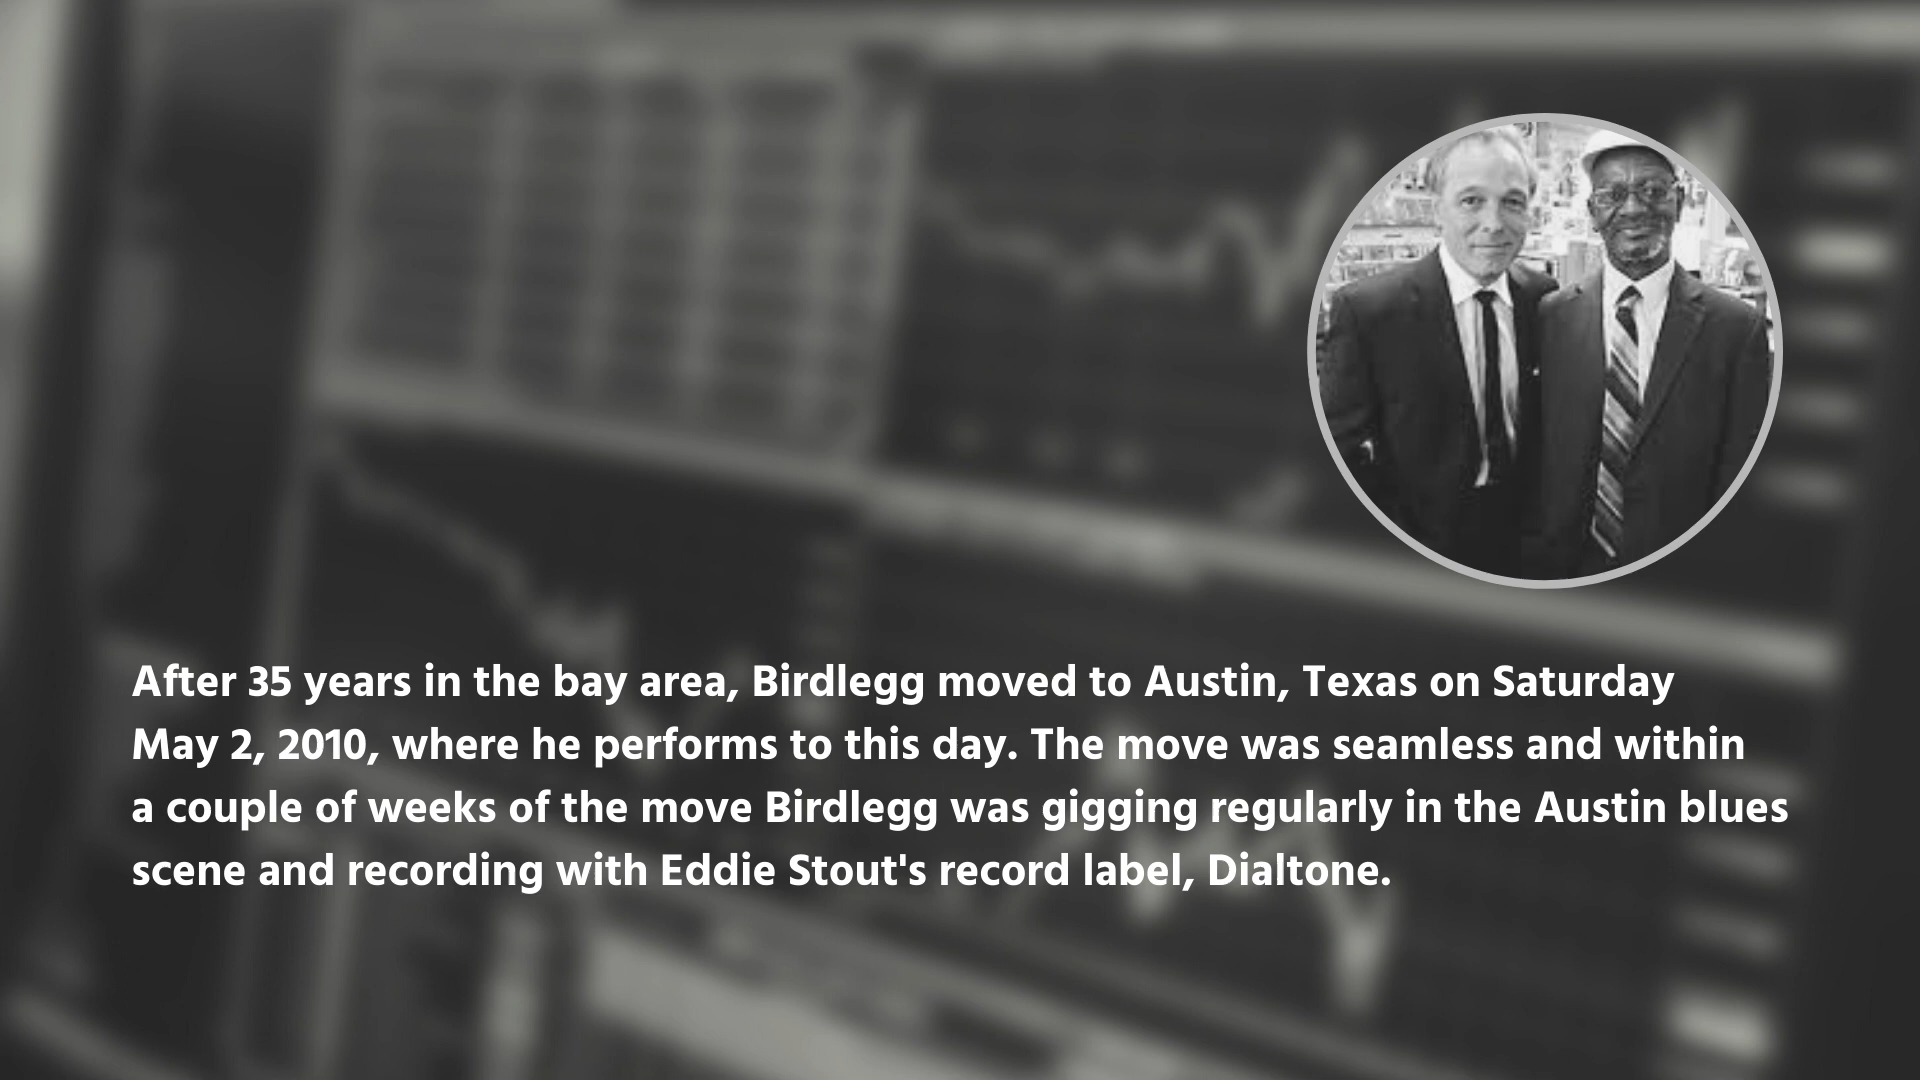 After 35 years in the bay area, Birdlegg moved to Austin, Texas on Saturday
May 2, 2010, where he performs to this day. The move was seamless and within
a couple of weeks of the move Birdlegg was gigging regularly in the Austin blues
scene and recording with Eddie Stout's record label, Dialtone.